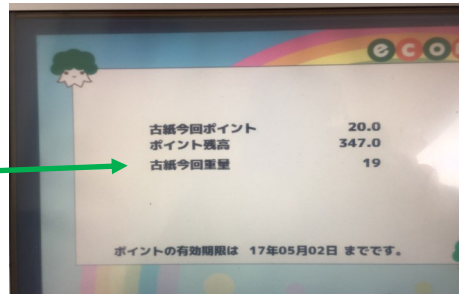 eco
古紙今回ポイント 20.0
ポイント残高 347.0
古紙今回重量 19
ポイントの有効期限は 17年05月02日 までです。